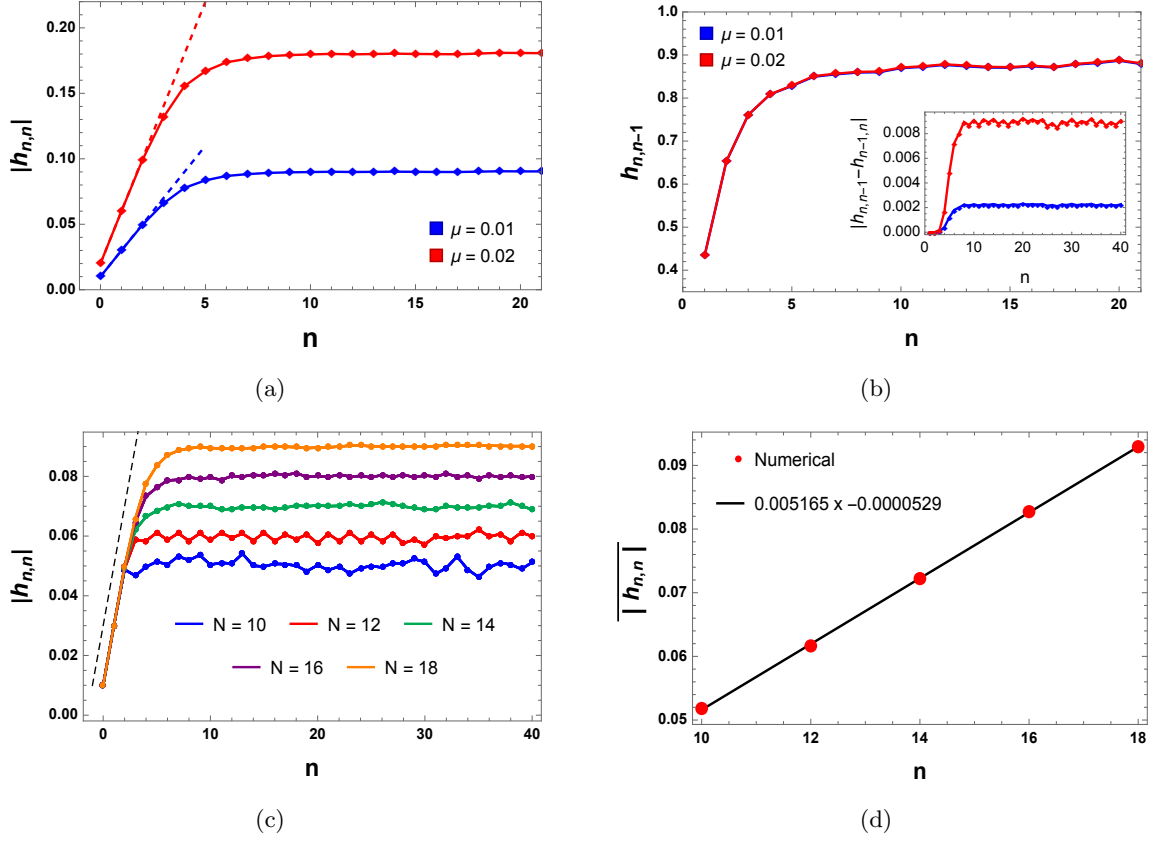 0.20
0.15
0.10
0.05
0.00
|h_{n,n}|
μ = 0.01
μ = 0.02
0 5 10 15 20
n
(a)
1.0
0.9
0.8
0.7
0.6
0.5
0.4
h_{n,n−1}
μ = 0.01
μ = 0.02
0.008
0.006
0.004
0.002
0.000
|h_{n,n−1}−h_{n−1,n}|
0 10 20 30 40
n
0 5 10 15 20
n
(b)
0.08
0.06
0.04
0.02
0.00
|h_{n,n}|
N = 10 N = 12 N = 14
N = 16 N = 18
0 10 20 30 40
n
(c)
0.09
0.08
0.07
0.06
0.05
|h_{n,n}|
Numerical
0.005165 x −0.0000529
10 12 14 16 18
n
(d)